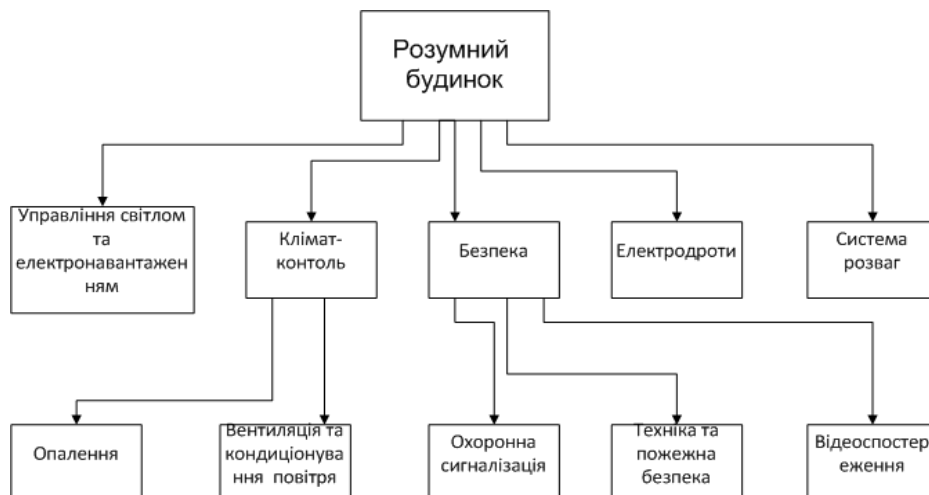 Розумний
будинок
Управління світлом
та
електронавантажен
ням
Клімат-
контоль
Безпека
Електродроти
Система
розваг
Опалення
Вентиляція та
кондиціонува
ння повітря
Охоронна
сигналізація
Техніка та
пожежна
безпека
Відеоспостер
еження